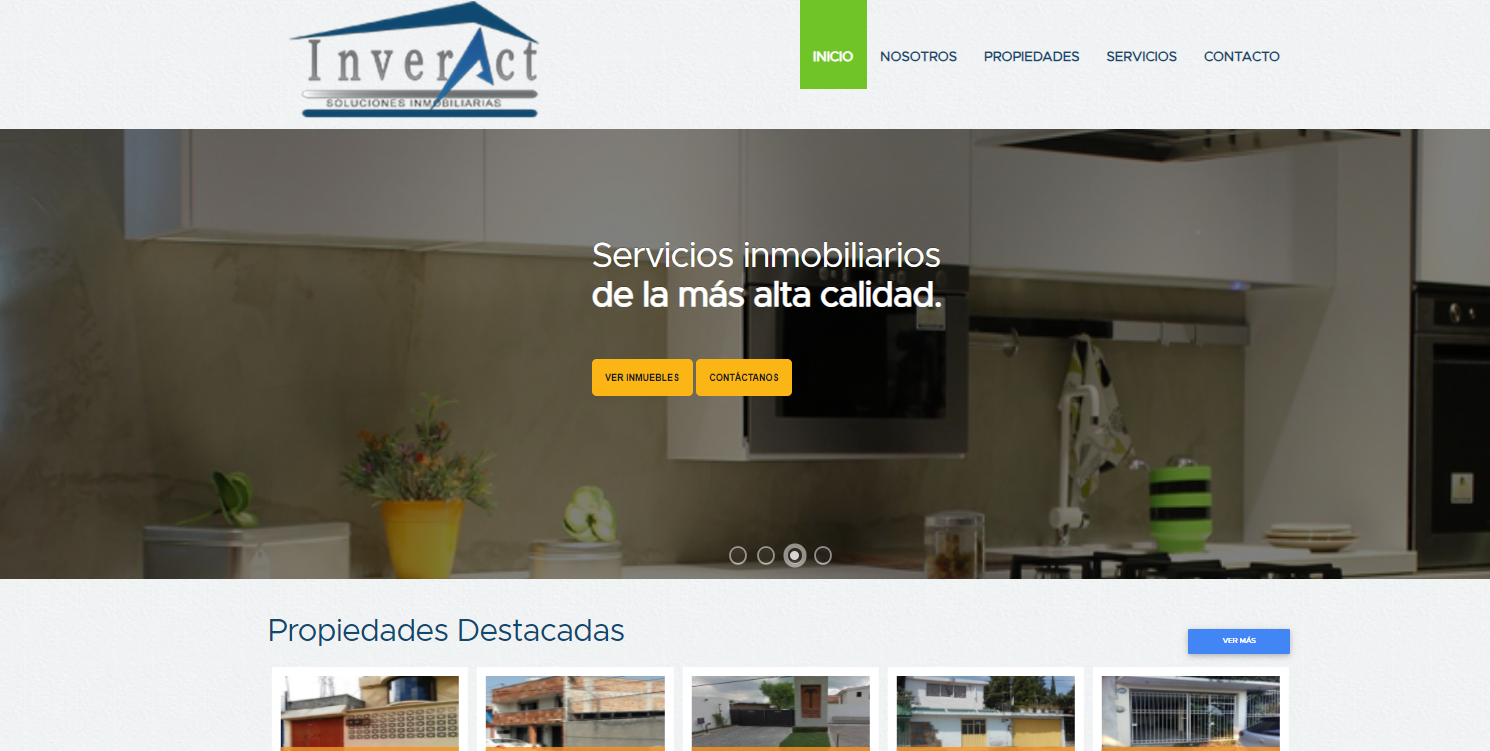 InverAct
SOLUCIONES INMOBILIARIAS
INICIO
NOSOTROS
PROPIEDADES
SERVICIOS
CONTACTO
Servicios inmobiliarios
de la más alta calidad.
VER INMUEBLES
CONTÁCTANOS
Propiedades Destacadas
VER MÁS